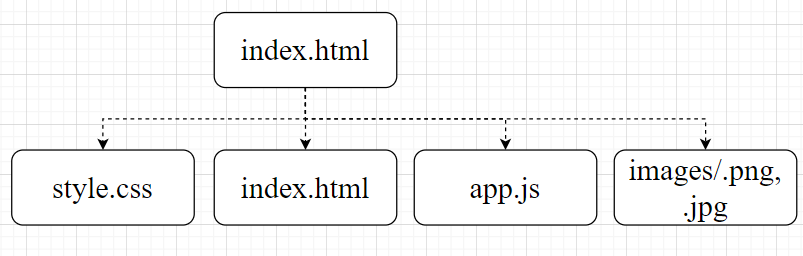 index.html
style.css
index.html
app.js
images/.png,
.jpg